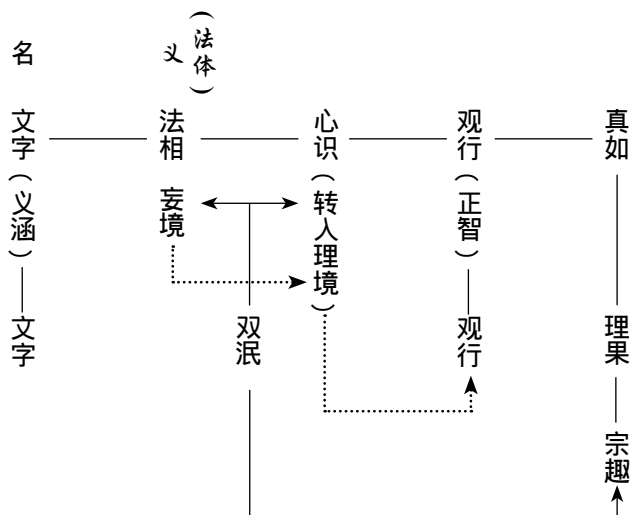 名
义
(法体)
文字(义涵)
文字
法相
妄境
心识(转入理境)
观行(正智)
观行
真如
双泯
理果
宗趣